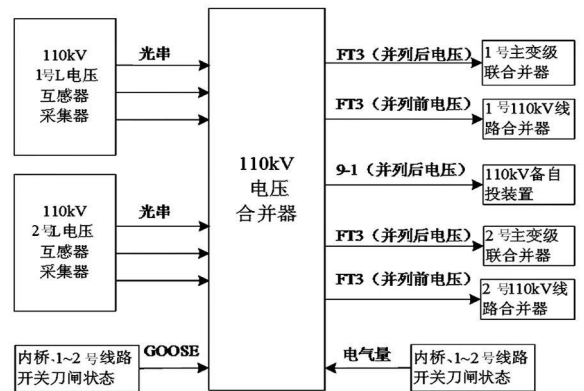 110kV
1号L电压
互感器
采集器
光串
110kV
2号L电压
互感器
采集器
光串
内桥、1~2号线路
开关刀闸状态
GOOSE
110kV
电压
合并器
FT3（并列后电压）
1号主变级
联合并器
FT3（并列前电压）
1号110kV线
路合并器
9-1（并列后电压）
110kV备自
投装置
FT3（并列后电压）
2号主变级
联合并器
FT3（并列前电压）
2号110kV线
路合并器
电气量
内桥、1~2号线路
开关刀闸状态